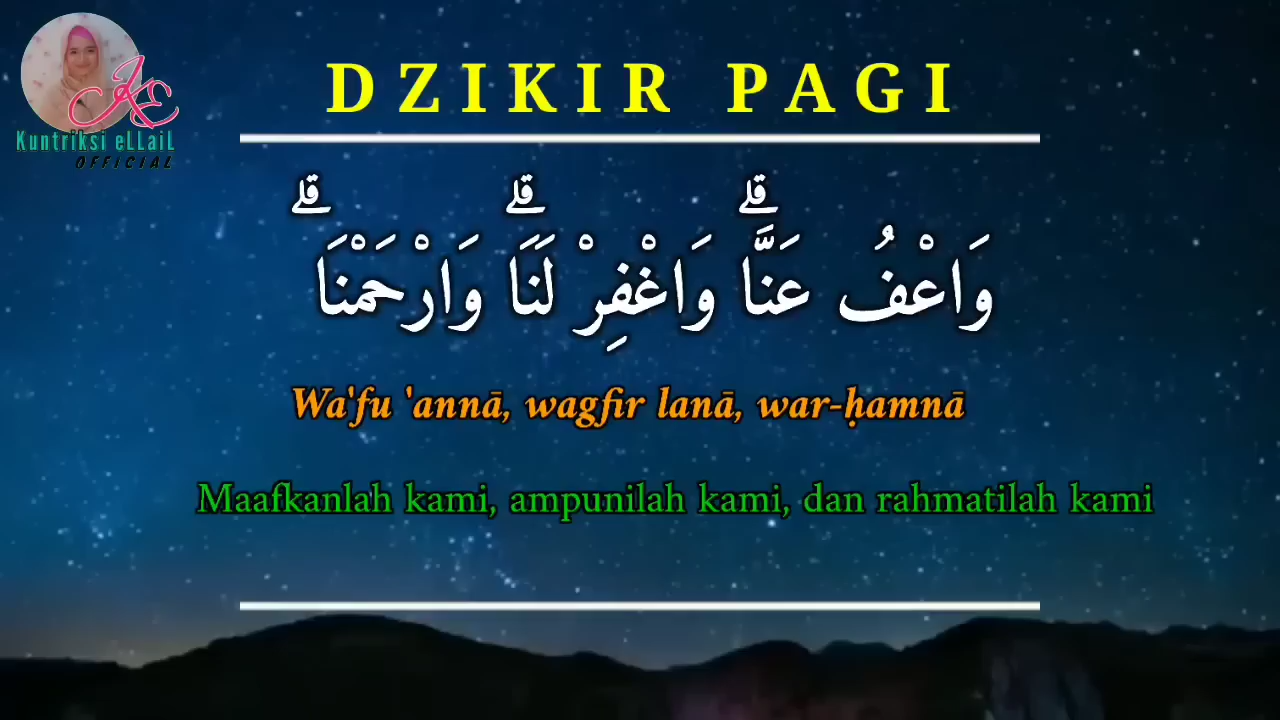 Kuntriksi eLLaiL
OFFICIAL
DZIKIR PAGI
وَاعْفُ عَنَّاۗ وَاغْفِرْ لَنَاۗ وَارْحَمْنَاۗ
Wa'fu 'annā, wagfir lanā, war-ḥamnā
Maafkanlah kami, ampunilah kami, dan rahmatilah kami